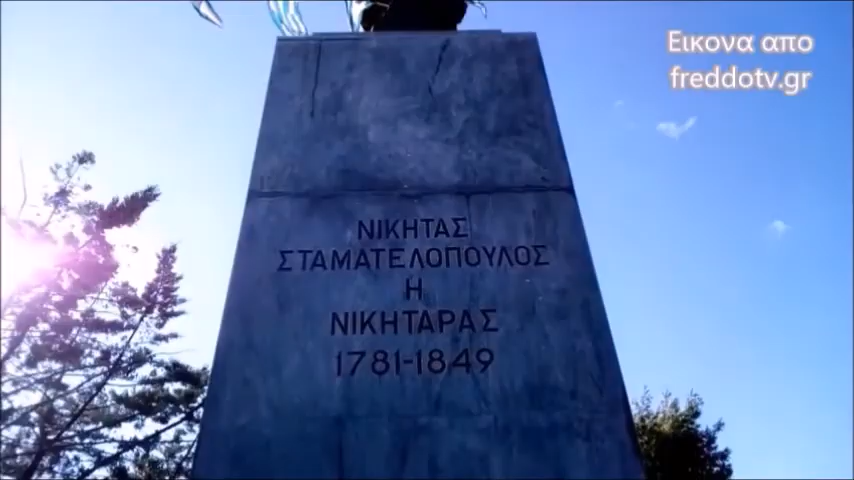 Εικονα απο
freddotv.gr
ΝΙΚΗΤΑΣ
ΣΤΑΜΑΤΕΛΟΠΟΥΛΟΣ
Η
ΝΙΚΗΤΑΡΑΣ
1781-1849